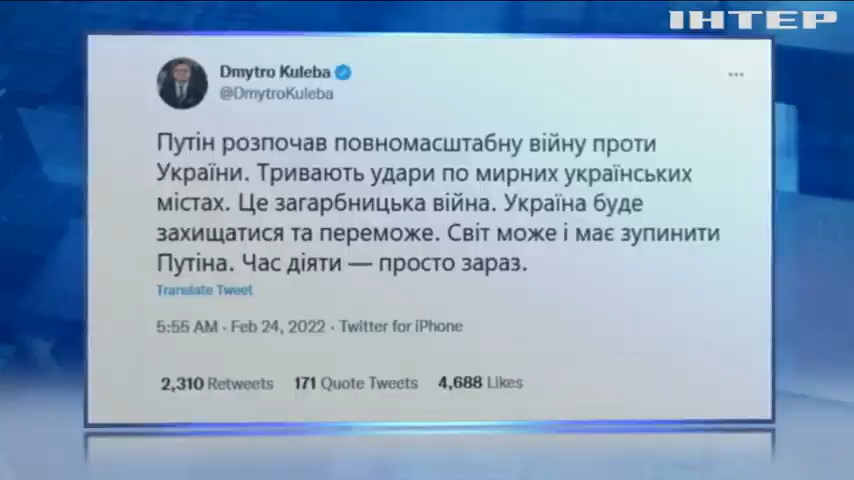 ІНТЕР
Dmytro Kuleba
@DmytroKuleba
Путін розпочав повномасштабну війну проти
України. Тривають удари по мирних українських
містах. Це загарбницька війна. Україна буде
захищатися та переможе. Світ може і має зупинити
Путіна. Час діяти — просто зараз.
Translate Tweet
5:55 AM · Feb 24, 2022 · Twitter for iPhone
2,310 Retweets 171 Quote Tweets 4,688 Likes